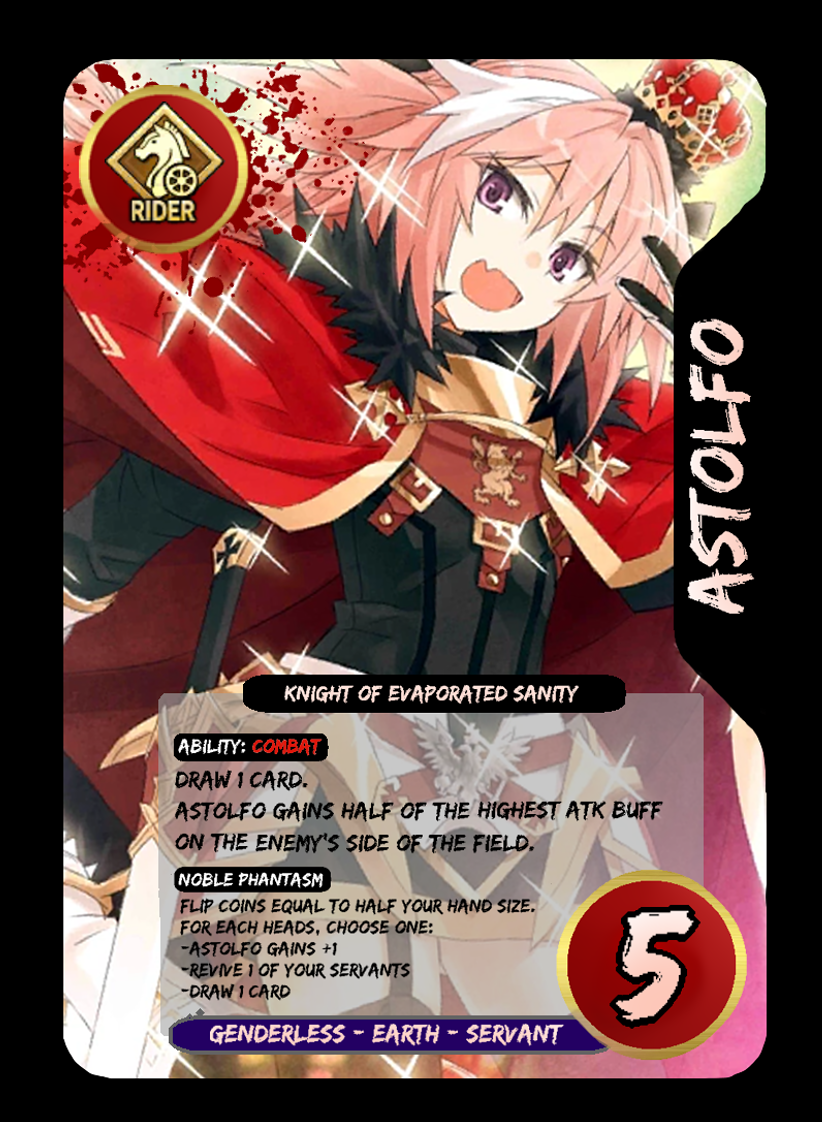 RIDER
ASTOLFO
KNIGHT OF EVAPORATED SANITY
ABILITY: COMBAT
DRAW 1 CARD.
ASTOLFO GAINS HALF OF THE HIGHEST ATK BUFF
ON THE ENEMY'S SIDE OF THE FIELD.
NOBLE PHANTASM
FLIP COINS EQUAL TO HALF YOUR HAND SIZE.
FOR EACH HEADS, CHOOSE ONE:
-ASTOLFO GAINS +1
-REVIVE 1 OF YOUR SERVANTS
-DRAW 1 CARD
5
GENDERLESS - EARTH - SERVANT